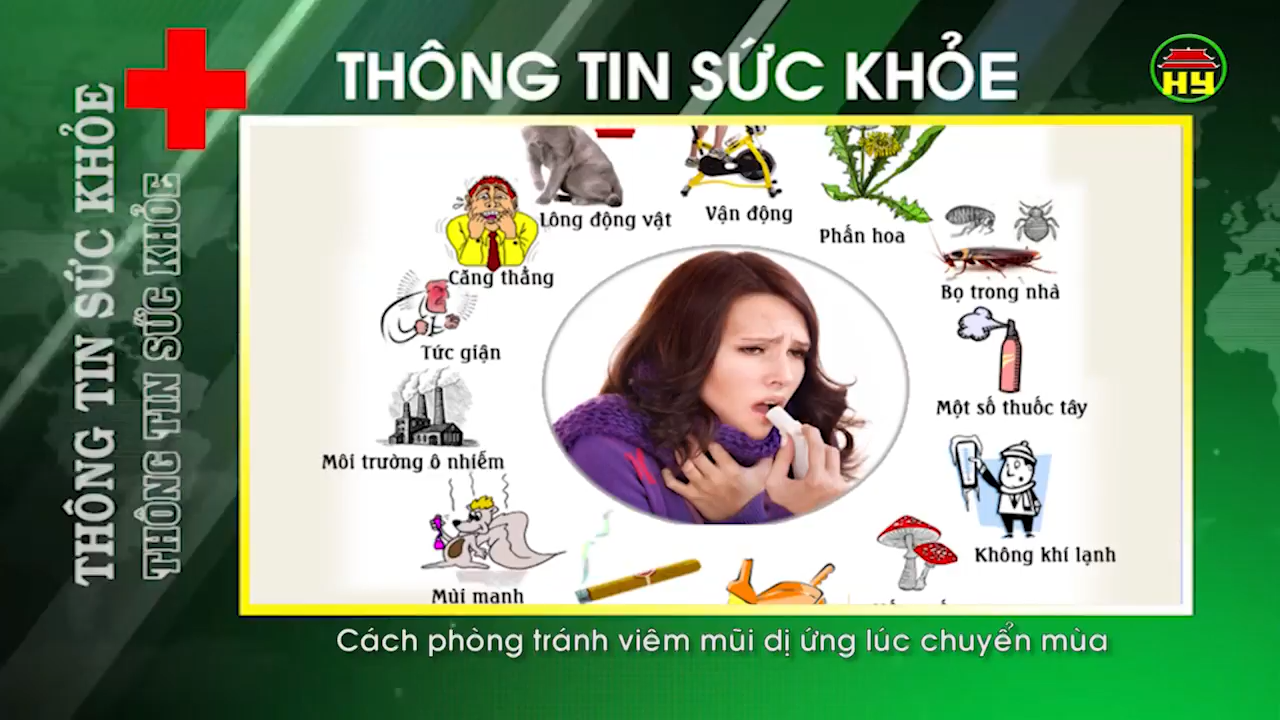 THÔNG TIN SỨC KHỎE
HY
THÔNG TIN SỨC KHỎE
THÔNG TIN SỨC KHỎE
Lông động vật
Vận động
Phấn hoa
Căng thẳng
Bọ trong nhà
Tức giận
Một số thuốc tây
Môi trường ô nhiễm
Không khí lạnh
Mùi mạnh
Cách phòng tránh viêm mũi dị ứng lúc chuyển mùa